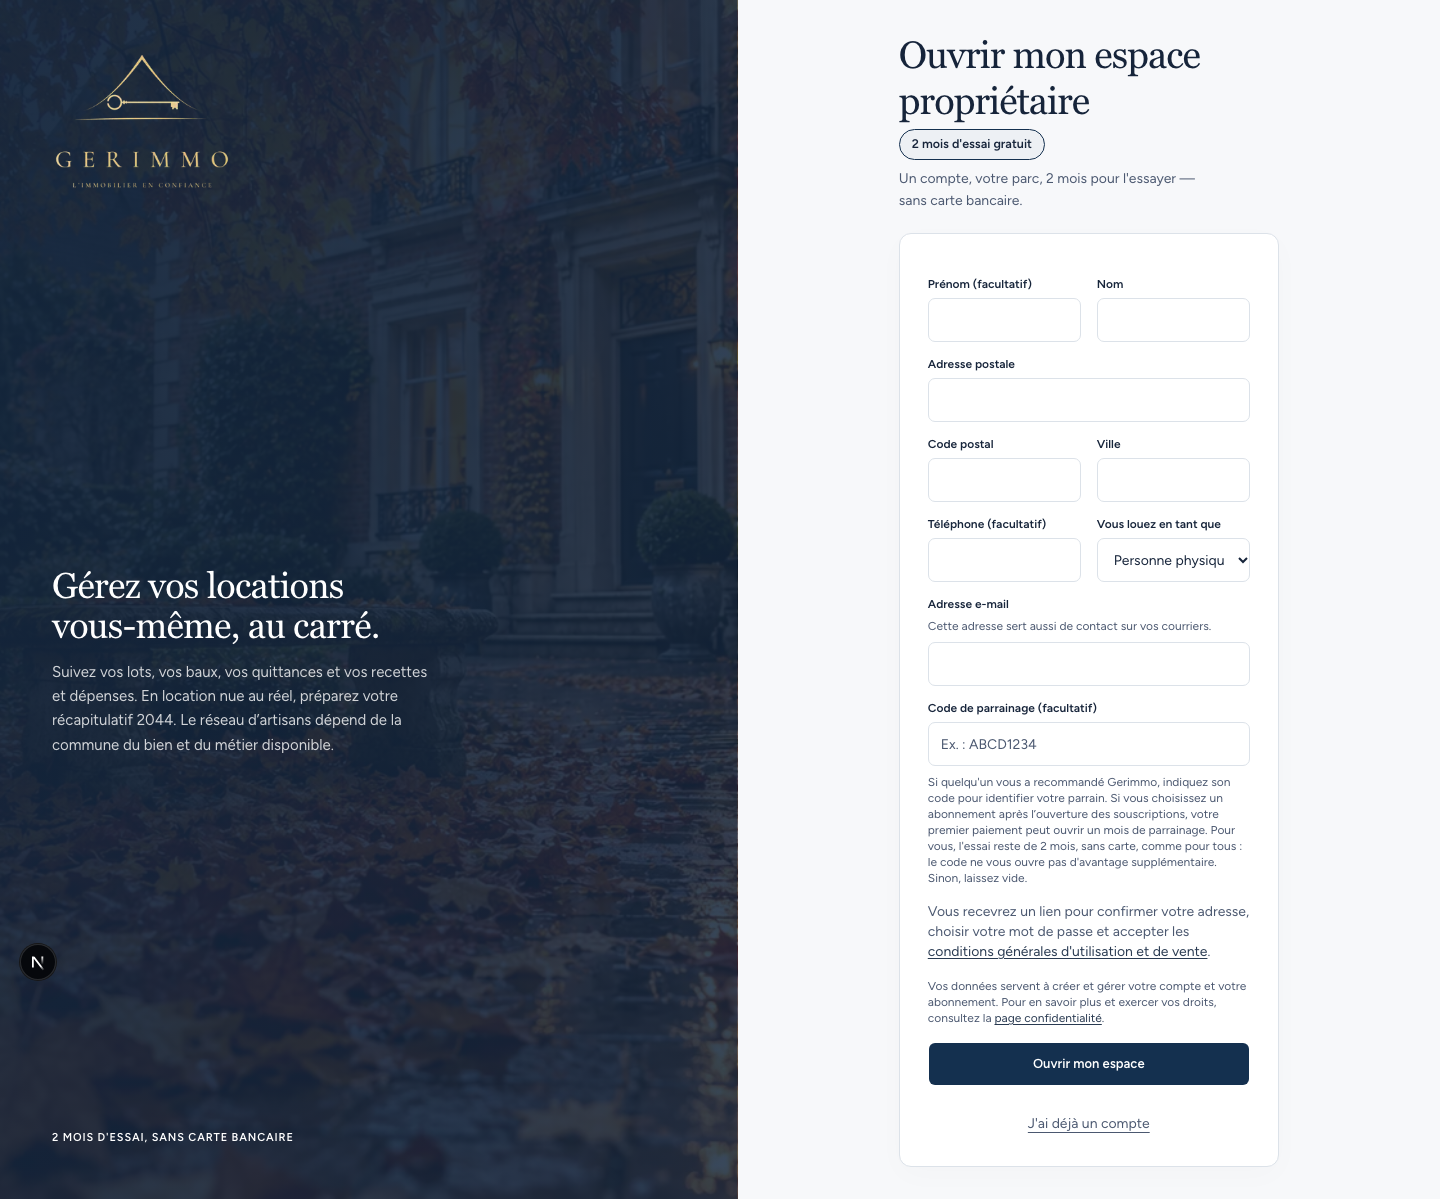 GERIMMO
L'IMMOBILIER EN CONFIANCE
Gérez vos locations
vous-même, au carré.
Suivez vos lots, vos baux, vos quittances et vos recettes
et dépenses. En location nue au réel, préparez votre
récapitulatif 2044. Le réseau d’artisans dépend de la
commune du bien et du métier disponible.
N
2 MOIS D'ESSAI, SANS CARTE BANCAIRE
Ouvrir mon espace
propriétaire
2 mois d'essai gratuit
Un compte, votre parc, 2 mois pour l'essayer —
sans carte bancaire.
Prénom (facultatif)
Nom
Adresse postale
Code postal
Ville
Téléphone (facultatif)
Vous louez en tant que
Personne physiqu
Adresse e-mail
Cette adresse sert aussi de contact sur vos courriers.
Code de parrainage (facultatif)
Ex. : ABCD1234
Si quelqu'un vous a recommandé Gerimmo, indiquez son
code pour identifier votre parrain. Si vous choisissez un
abonnement après l’ouverture des souscriptions, votre
premier paiement peut ouvrir un mois de parrainage. Pour
vous, l'essai reste de 2 mois, sans carte, comme pour tous :
le code ne vous ouvre pas d'avantage supplémentaire.
Sinon, laissez vide.
Vous recevrez un lien pour confirmer votre adresse,
choisir votre mot de passe et accepter les
conditions générales d'utilisation et de vente.
Vos données servent à créer et gérer votre compte et votre
abonnement. Pour en savoir plus et exercer vos droits,
consultez la page confidentialité.
Ouvrir mon espace
J'ai déjà un compte